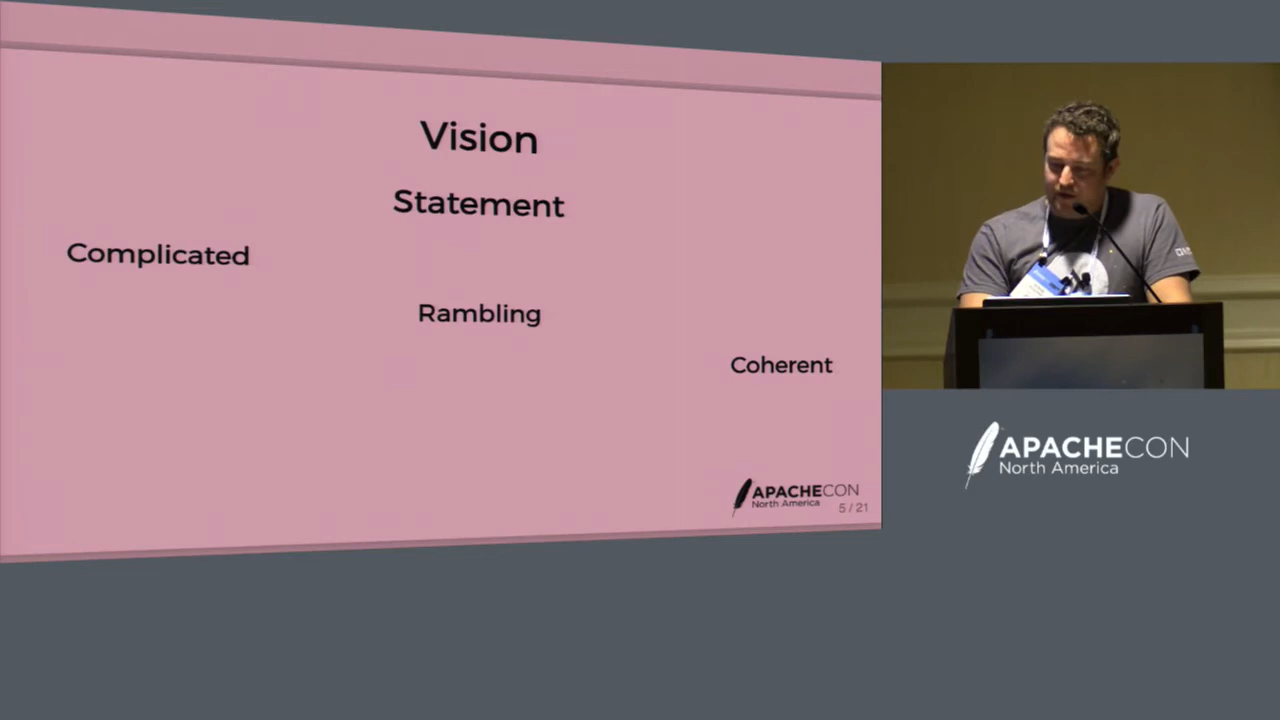 Vision
Statement
Complicated
Rambling
Coherent
APACHECON
North America
5 / 21
APACHECON
North America